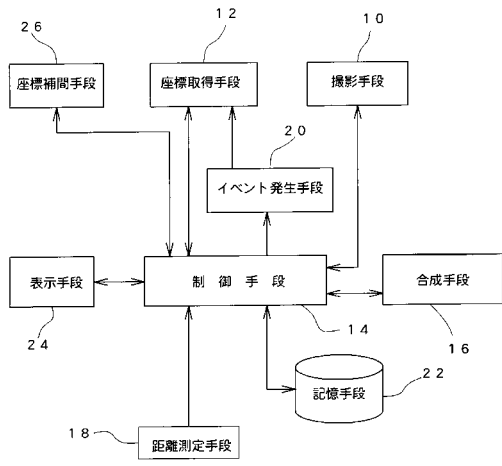 ２６
１２
１０
座標補間手段
座標取得手段
撮影手段
２０
イベント発生手段
表示手段
制御手段
合成手段
２４
１４
１６
記憶手段
２２
１８
距離測定手段